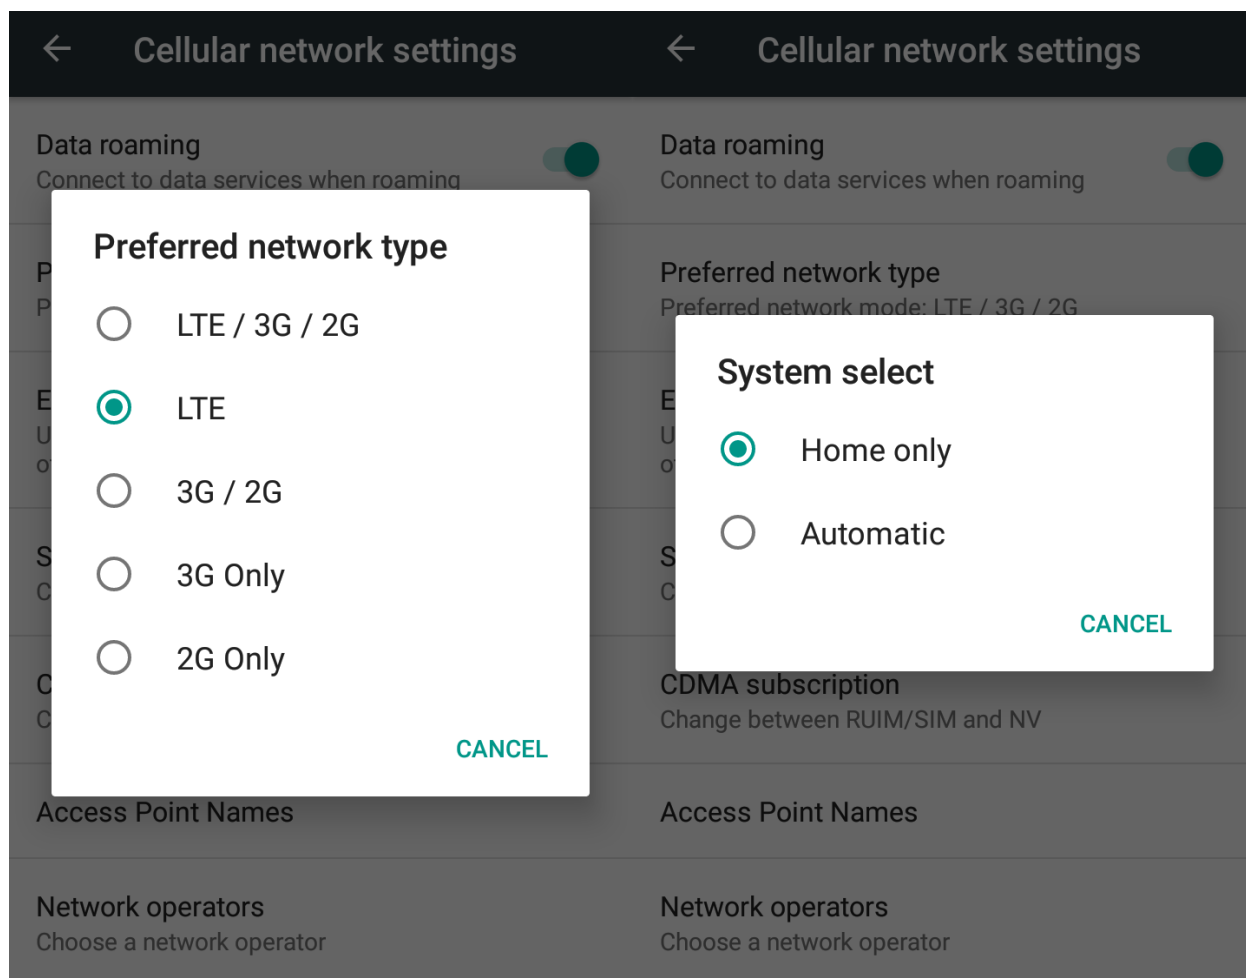 Cellular network settings
Data roaming
Connect to data services when roaming
P
P
Preferred network type
LTE / 3G / 2G
LTE
3G / 2G
3G Only
2G Only
CANCEL
E
U
o
S
C
C
C
Access Point Names
Network operators
Choose a network operator
Cellular network settings
Data roaming
Connect to data services when roaming
Preferred network type
Preferred network mode: LTE / 3G / 2G
System select
Home only
Automatic
CANCEL
E
U
o
S
C
CDMA subscription
Change between RUIM/SIM and NV
Access Point Names
Network operators
Choose a network operator